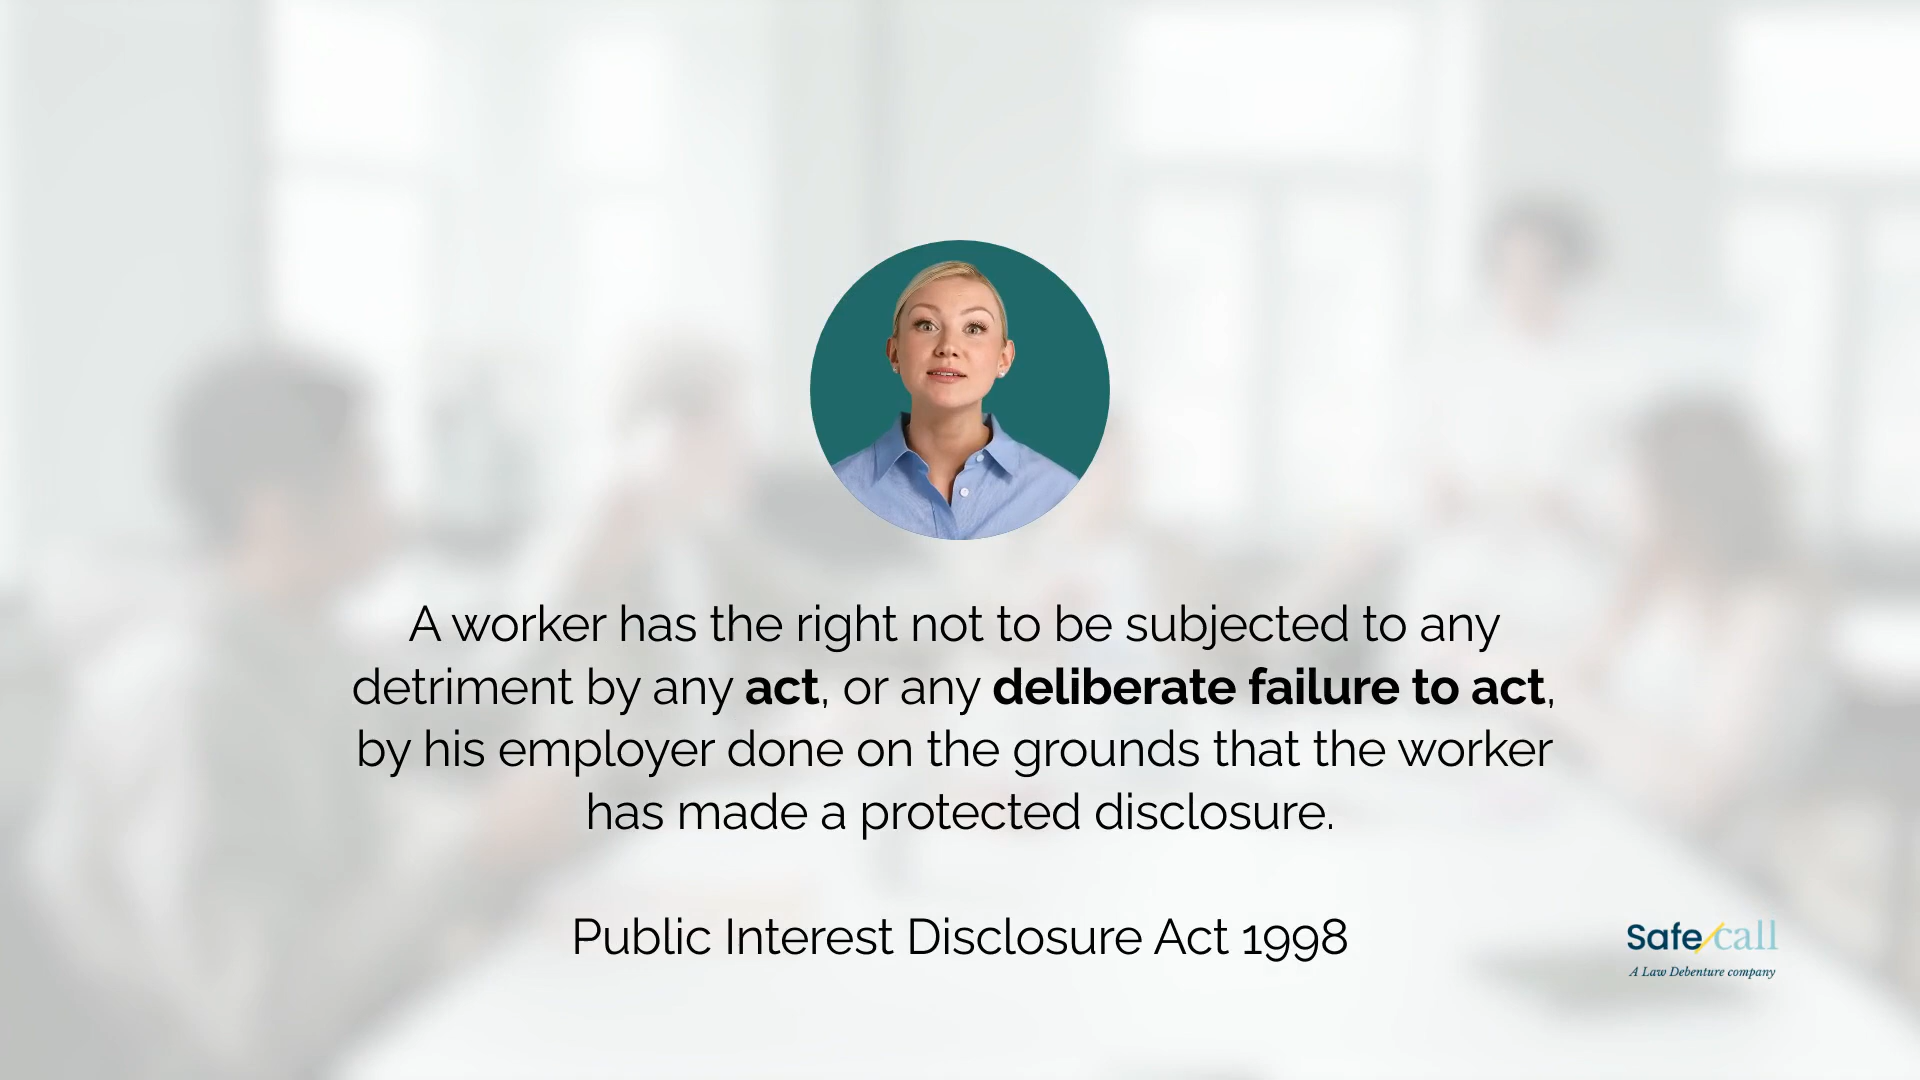 A worker has the right not to be subjected to any
detriment by any act, or any deliberate failure to act,
by his employer done on the grounds that the worker
has made a protected disclosure.
Public Interest Disclosure Act 1998
Safe/call
A Law Debenture company